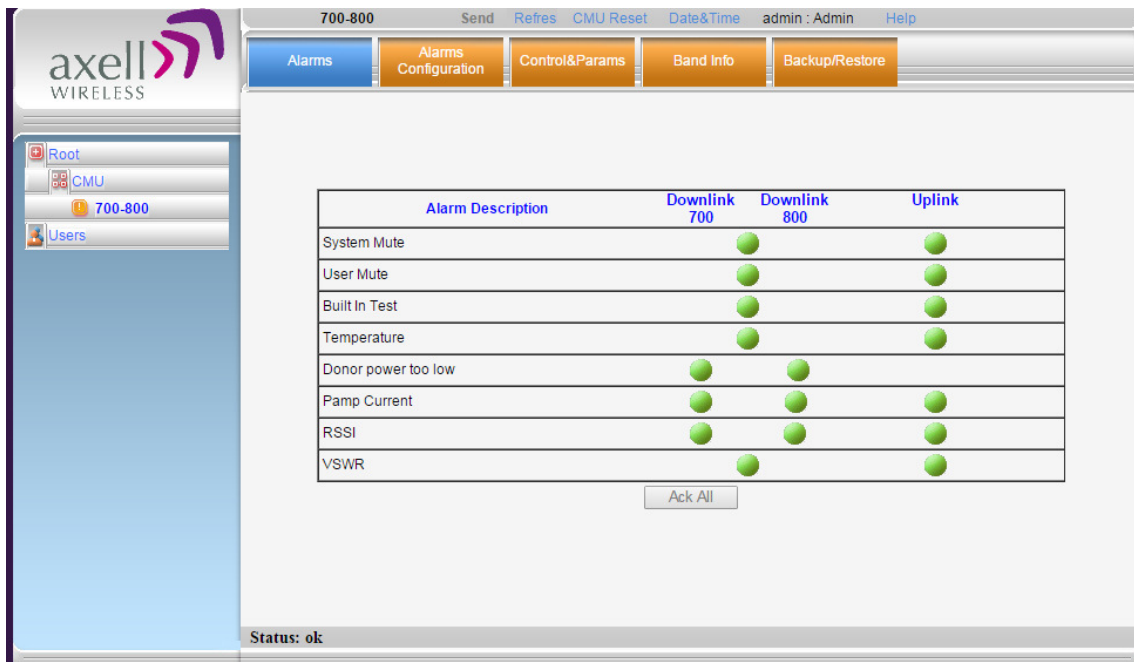 axell
WIRELESS
700-800 Send Refres CMU Reset Date&Time admin : Admin Help
Alarms
Alarms
Configuration
Control&Params
Band Info
Backup/Restore
Root
CMU
700-800
Users
Alarm Description
Downlink
700
Downlink
800
Uplink
System Mute
User Mute
Built In Test
Temperature
Donor power too low
Pamp Current
RSSI
VSWR
Ack All
Status: ok